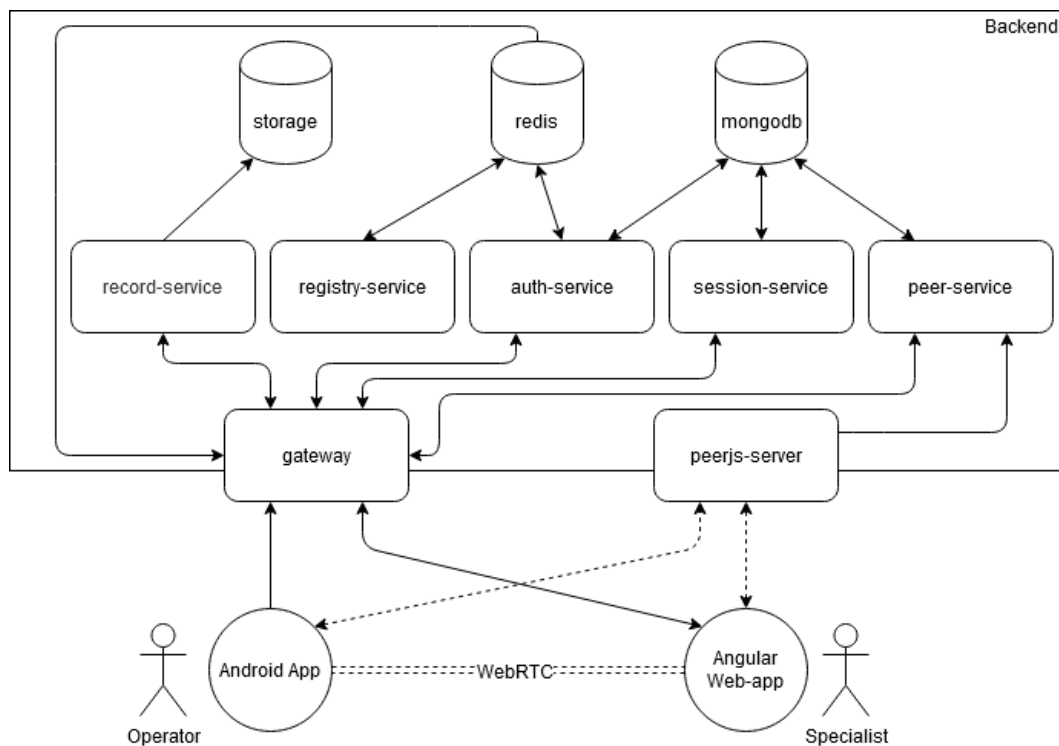 Backend
storage
redis
mongodb
record-service
registry-service
auth-service
session-service
peer-service
gateway
peerjs-server
Android App
WebRTC
Angular
Web-app
Operator
Specialist